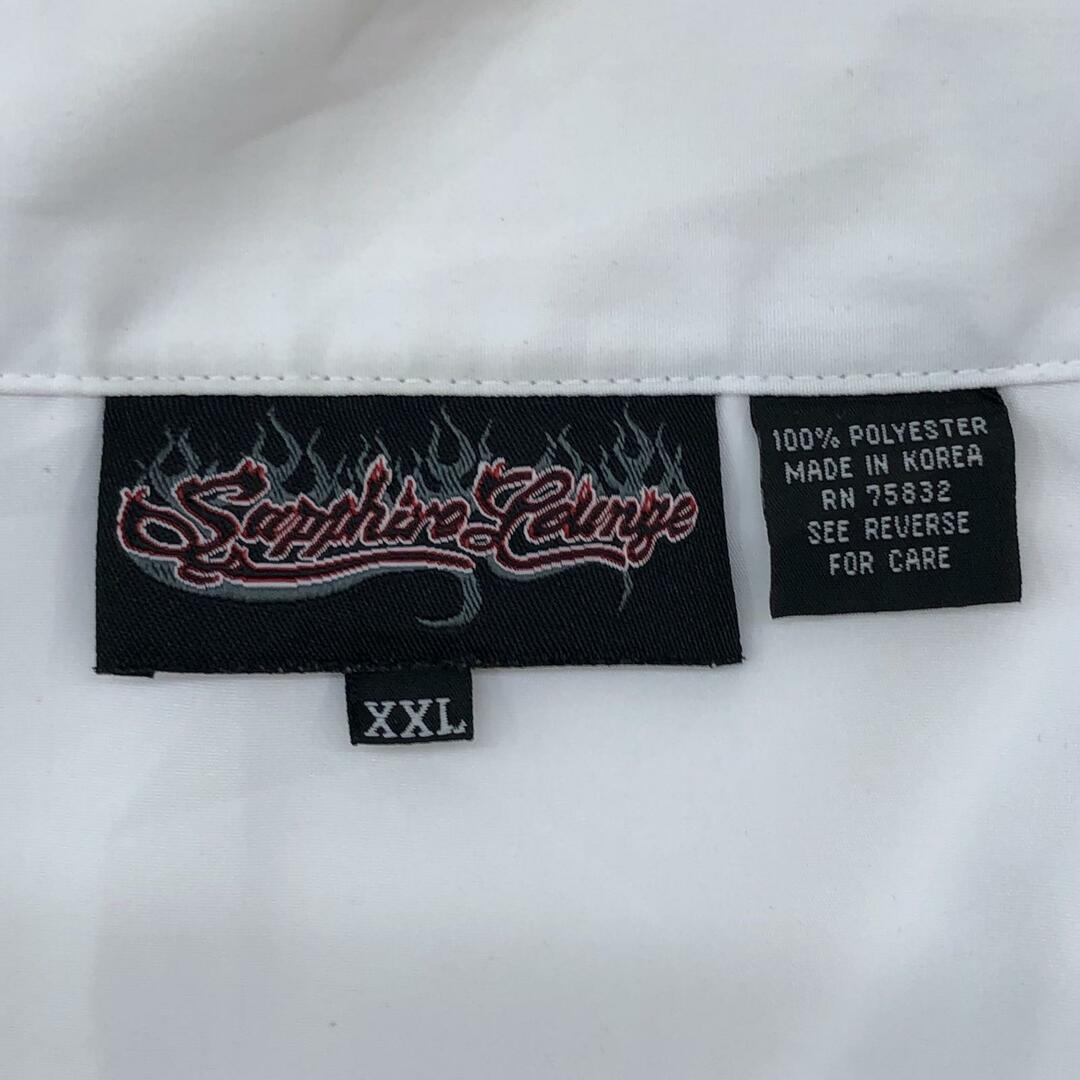 Sapphire Lounge
XXL
100% POLYESTER
MADE IN KOREA
RN 75832
SEE REVERSE
FOR CARE